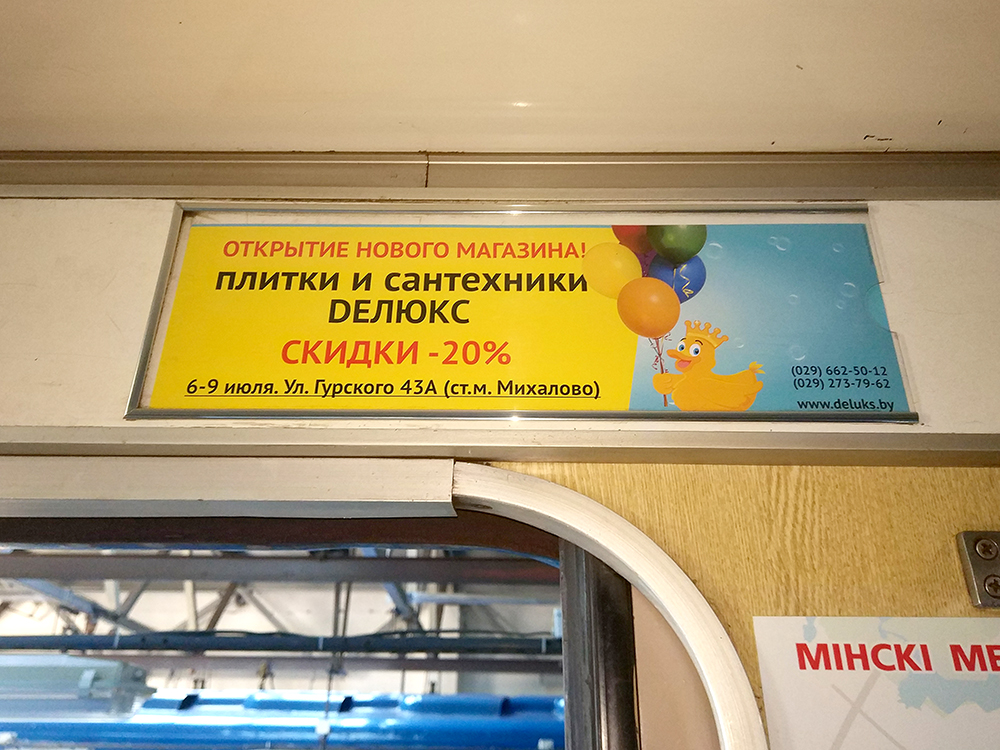 ОТКРЫТИЕ НОВОГО МАГАЗИНА!
плитки и сантехники
DЕЛЮКС
СКИДКИ -20%
6-9 июля. Ул. Гурского 43А (ст.м. Михалово)
(029) 662-50-12
(029) 273-79-62
www.deluks.by
МІНСКІ МЕ